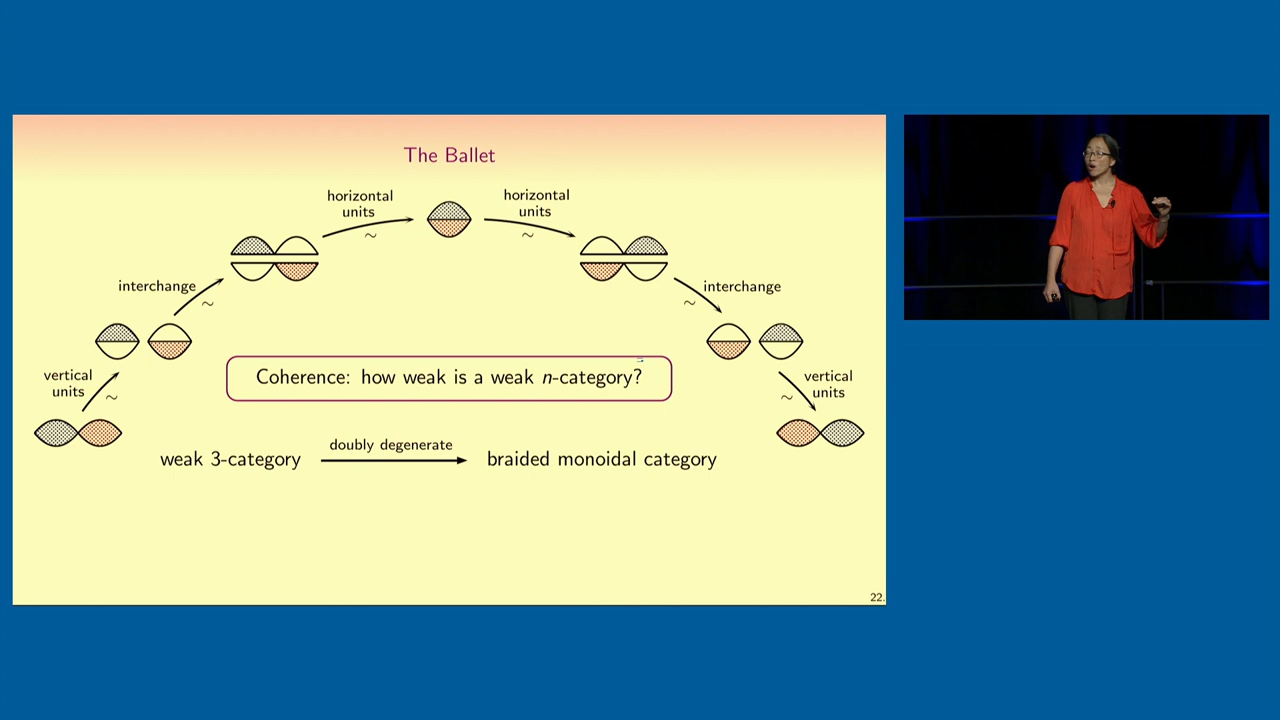 The Ballet
horizontal
units
∼
horizontal
units
∼
interchange
∼
interchange
∼
vertical
units
∼
vertical
units
∼
Coherence: how weak is a weak n-category?
weak 3-category
doubly degenerate
braided monoidal category
22.